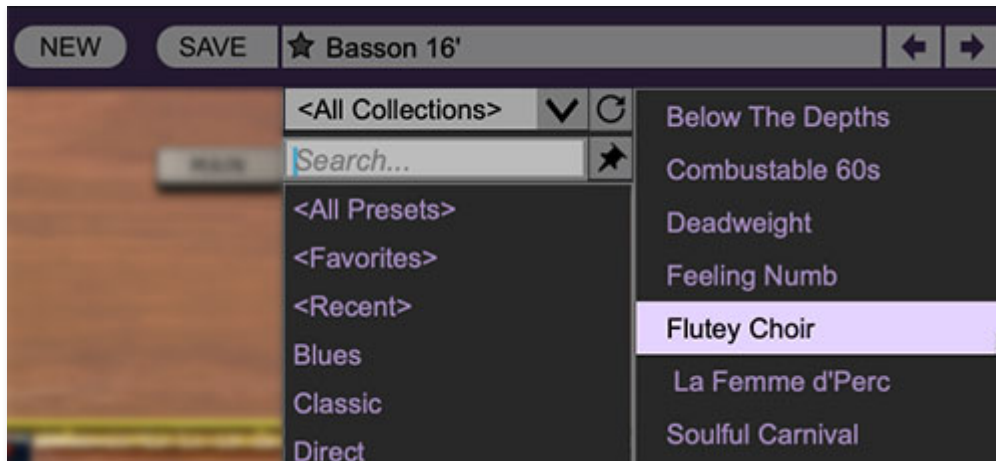 NEW
SAVE
Basson 16'
<All Collections>
Search...
<All Presets>
<Favorites>
<Recent>
Blues
Classic
Direct
Below The Depths
Combustable 60s
Deadweight
Feeling Numb
Flutey Choir
La Femme d'Perc
Soulful Carnival